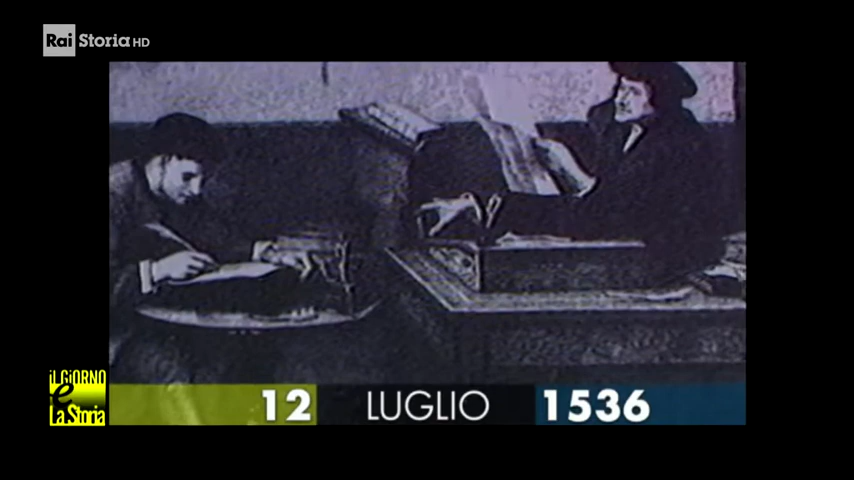 Rai Storia HD
iL GiORNO
e
La Storia
12 LUGLIO 1536